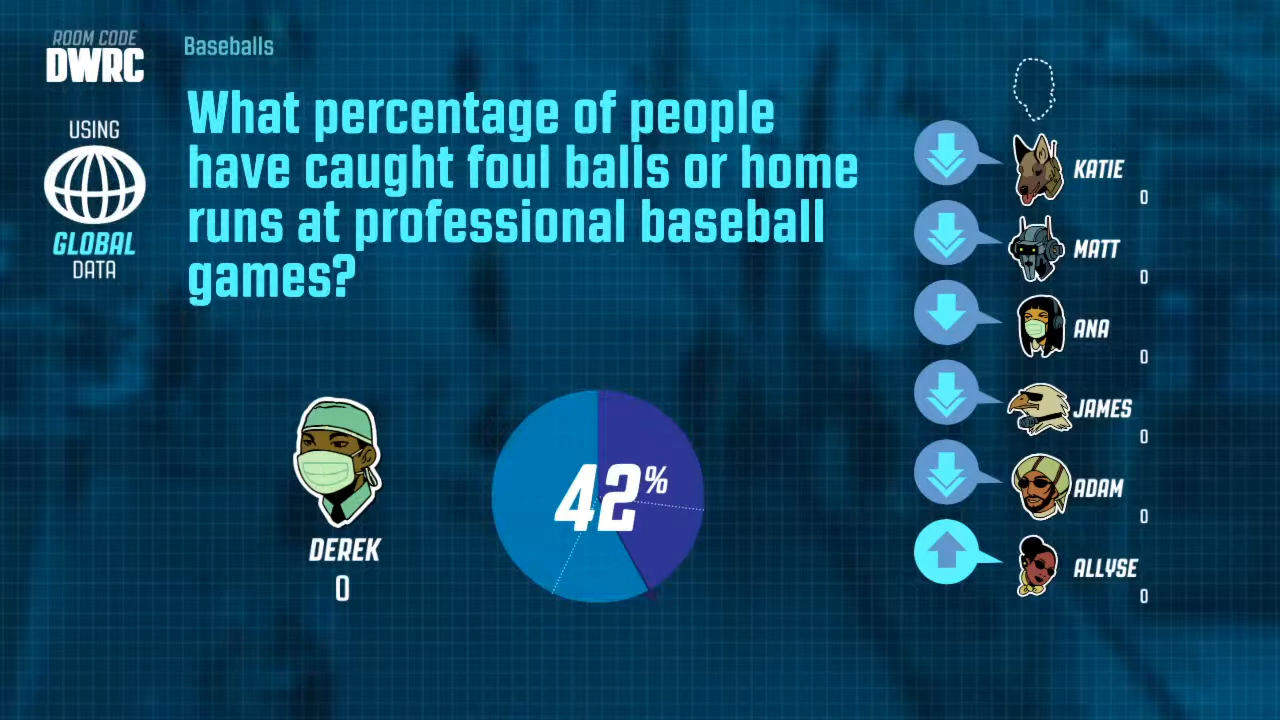 ROOM CODE
DWRC
USING
GLOBAL
DATA
Baseballs
What percentage of people
have caught foul balls or home
runs at professional baseball
games?
DEREK
0
42%
KATIE
0
MATT
0
ANA
0
JAMES
0
ADAM
0
ALLYSE
0